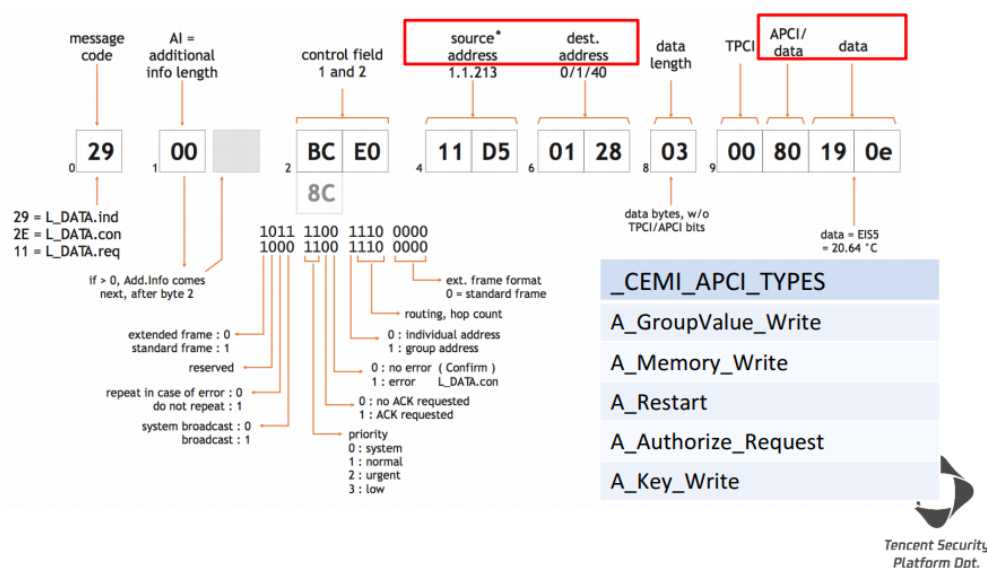 message
code
AI =
additional
info length
control field
1 and 2
source*
address
1.1.213
dest.
address
0/1/40
data
length
TPCI
APCI/
data
data
0 29
1 00
2 BC E0
4 11 D5
6 01 28
8 03
9 00 80 19 0e
8C
29 = L_DATA.ind
2E = L_DATA.con
11 = L_DATA.req
1011 1100 1110 0000
1000 1100 1110 0000
data bytes, w/o
TPCI/APCI bits
data = EIS5
= 20.64 °C
if > 0, Add.Info comes
next, after byte 2
ext. frame format
0 = standard frame
routing, hop count
extended frame : 0
standard frame : 1
0 : individual address
1 : group address
reserved
0 : no error ( Confirm )
1 : error L_DATA.con
repeat in case of error : 0
do not repeat : 1
0 : no ACK requested
1 : ACK requested
system broadcast : 0
broadcast : 1
priority
0 : system
1 : normal
2 : urgent
3 : low
_CEMI_APCI_TYPES
A_GroupValue_Write
A_Memory_Write
A_Restart
A_Authorize_Request
A_Key_Write
Tencent Security
Platform Dpt.